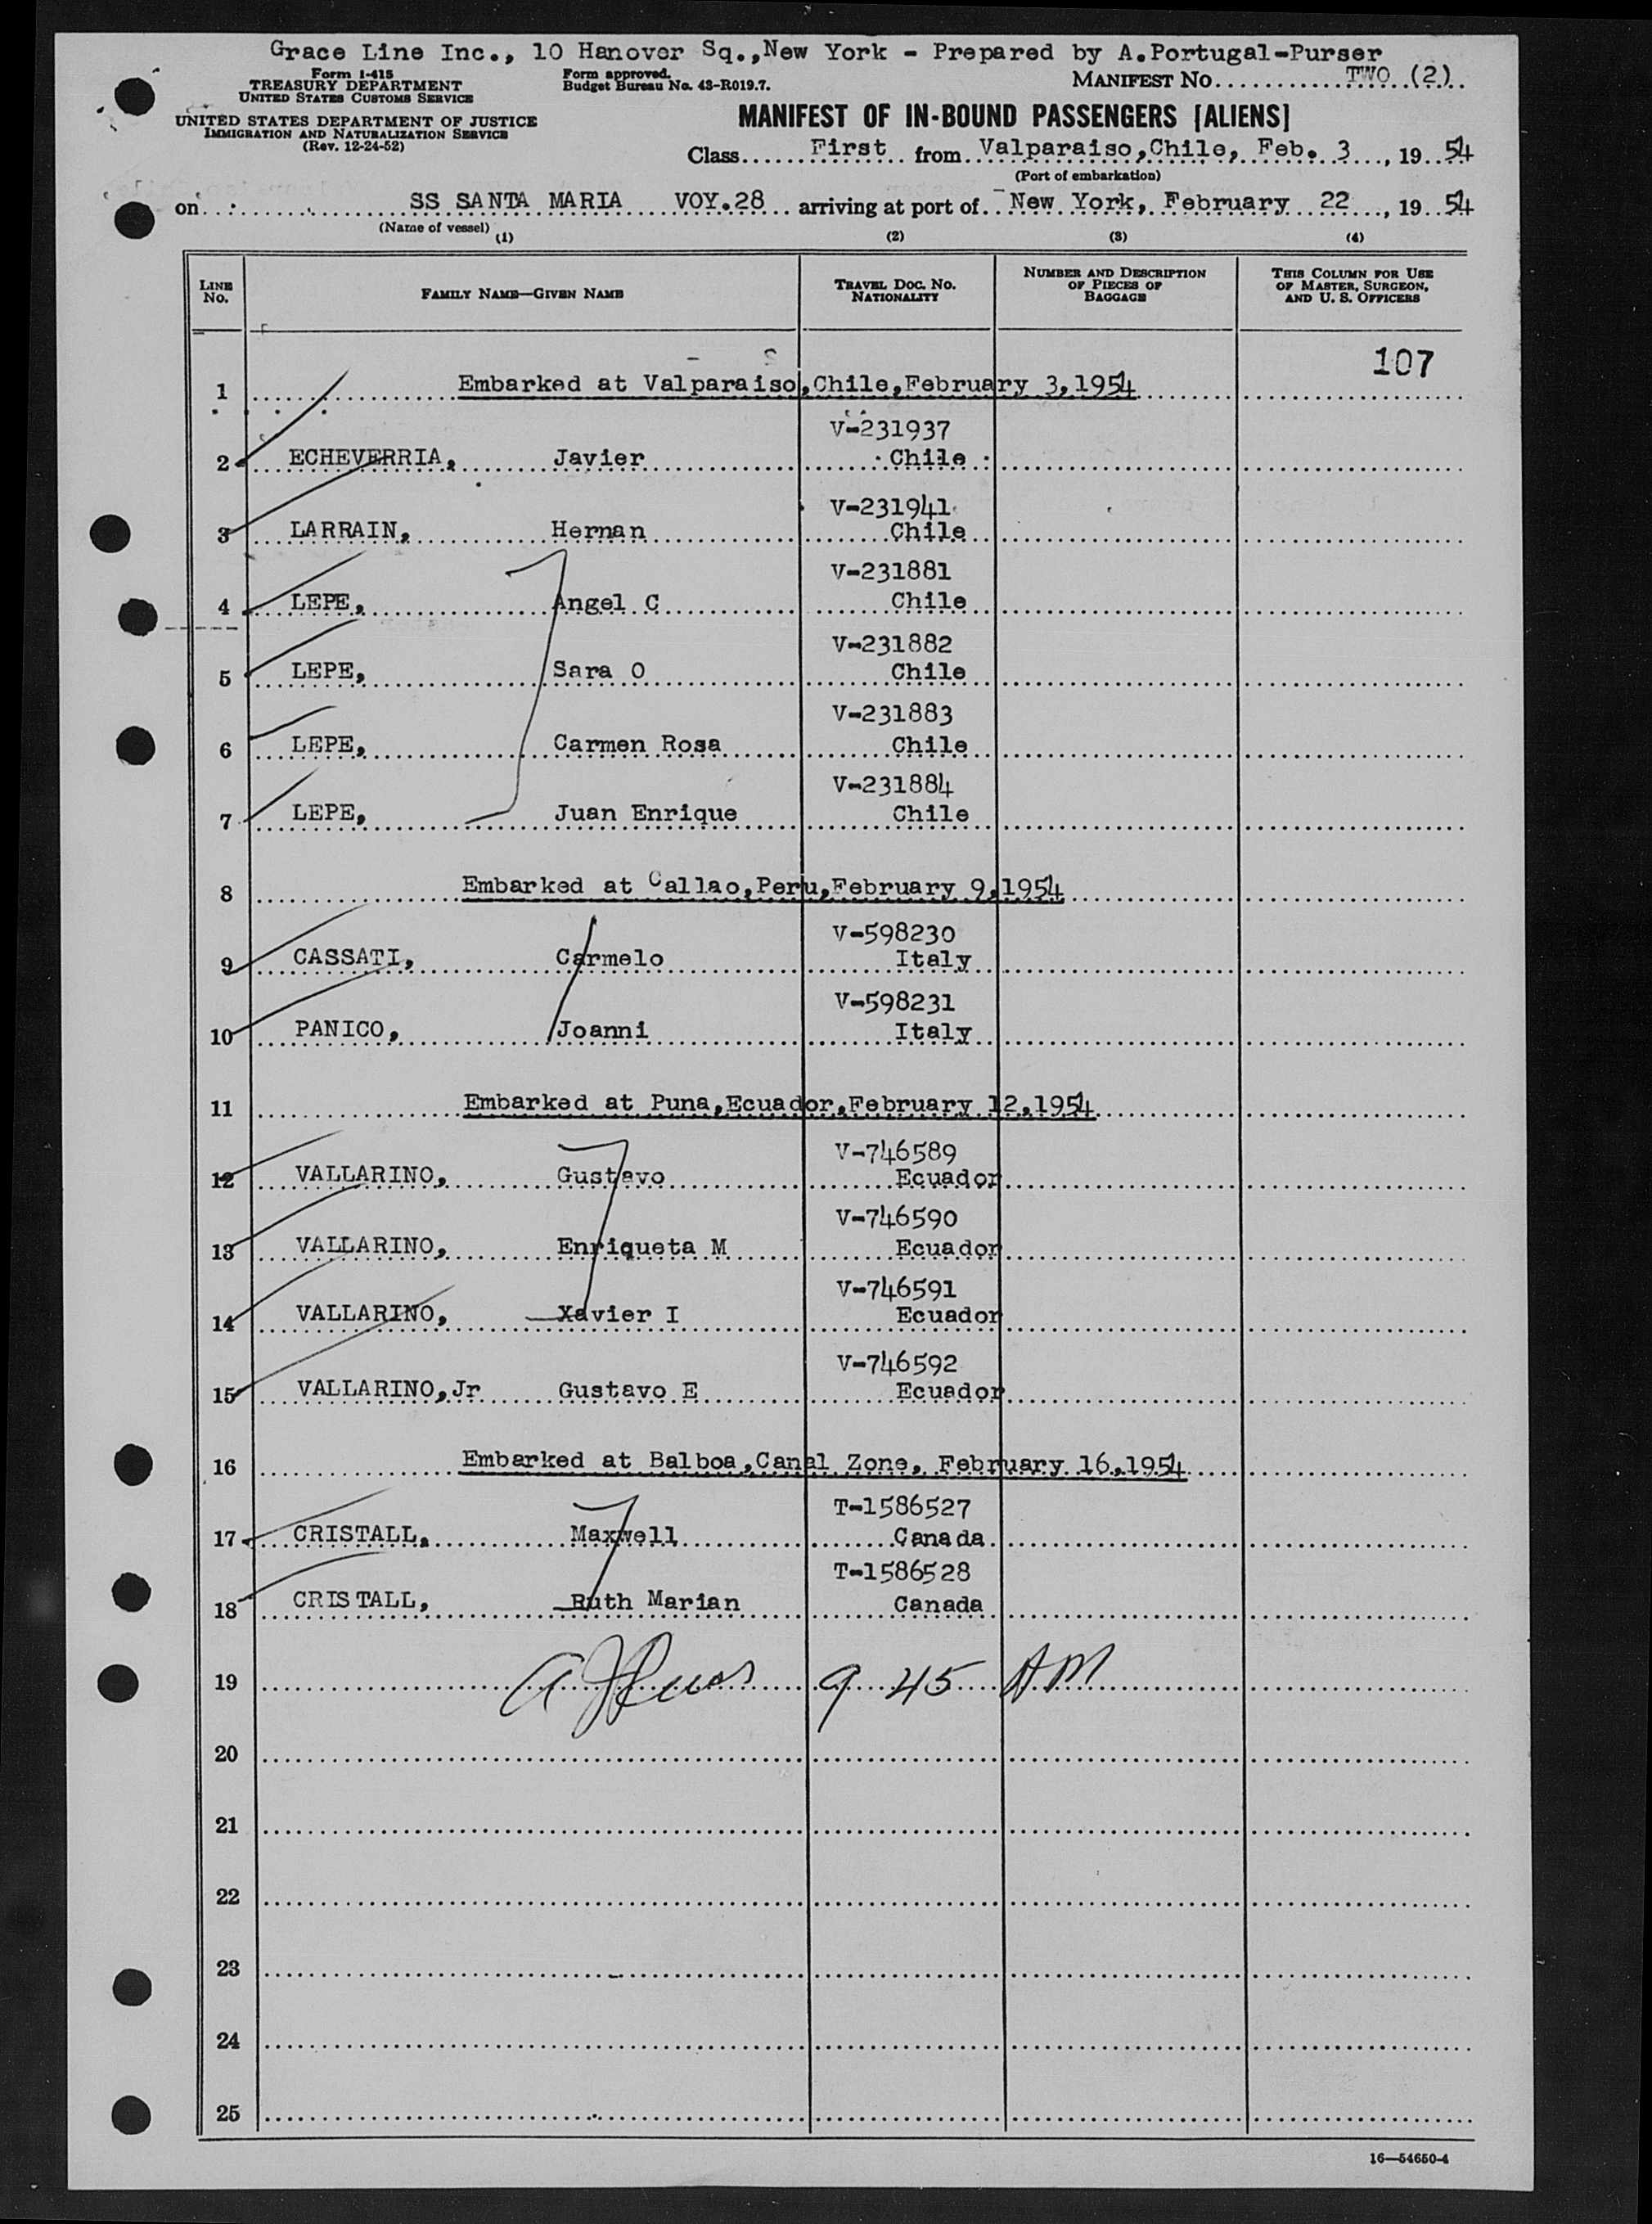 Grace Line Inc., 10 Hanover Sq., New York - Prepared by A.Portugal-Purser
Form I-415
TREASURY DEPARTMENT
UNITED STATES CUSTOMS SERVICE
Form approved.
Budget Bureau No. 43-R019.7.
MANIFEST NO. TWO (2)
UNITED STATES DEPARTMENT OF JUSTICE
IMMIGRATION AND NATURALIZATION SERVICE
(Rev. 12-24-52)
MANIFEST OF IN-BOUND PASSENGERS [ALIENS]
Class First from Valparaiso, Chile, Feb. 3, 1954
(Port of embarkation)
on SS SANTA MARIA VOY.28 arriving at port of New York, February 22, 1954
(Name of vessel)
(1) (2) (3) (4)
LINE NO. FAMILY NAME—GIVEN NAME TRAVEL DOC. NO. NATIONALITY NUMBER AND DESCRIPTION OF PIECES OF BAGGAGE THIS COLUMN FOR USE OF MASTER, SURGEON, AND U. S. OFFICERS
107
1 Embarked at Valparaiso, Chile, February 3, 1954
V-231937
2 ECHEVERRIA, Javier Chile
V-231941
3 LARRAIN, Hernan Chile
V-231881
4 LEPE, Angel C Chile
V-231882
5 LEPE, Sara O Chile
V-231883
6 LEPE, Carmen Rosa Chile
V-231884
7 LEPE, Juan Enrique Chile
8 Embarked at Callao, Peru, February 9, 1954
V-598230
9 CASSATI, Carmelo Italy
V-598231
10 PANICO, Joanni Italy
11 Embarked at Puna, Ecuador, February 12, 1954
V-746589
12 VALLARINO, Gustavo Ecuador
V-746590
13 VALLARINO, Enriqueta M Ecuador
V-746591
14 VALLARINO, Xavier I Ecuador
V-746592
15 VALLARINO, Jr Gustavo E Ecuador
16 Embarked at Balboa, Canal Zone, February 16, 1954
T-1586527
17 CRISTALL, Maxwell Canada
T-1586528
18 CRISTALL, Ruth Marian Canada
19 9 45 AM
20
21
22
23
24
25
16—54650-4